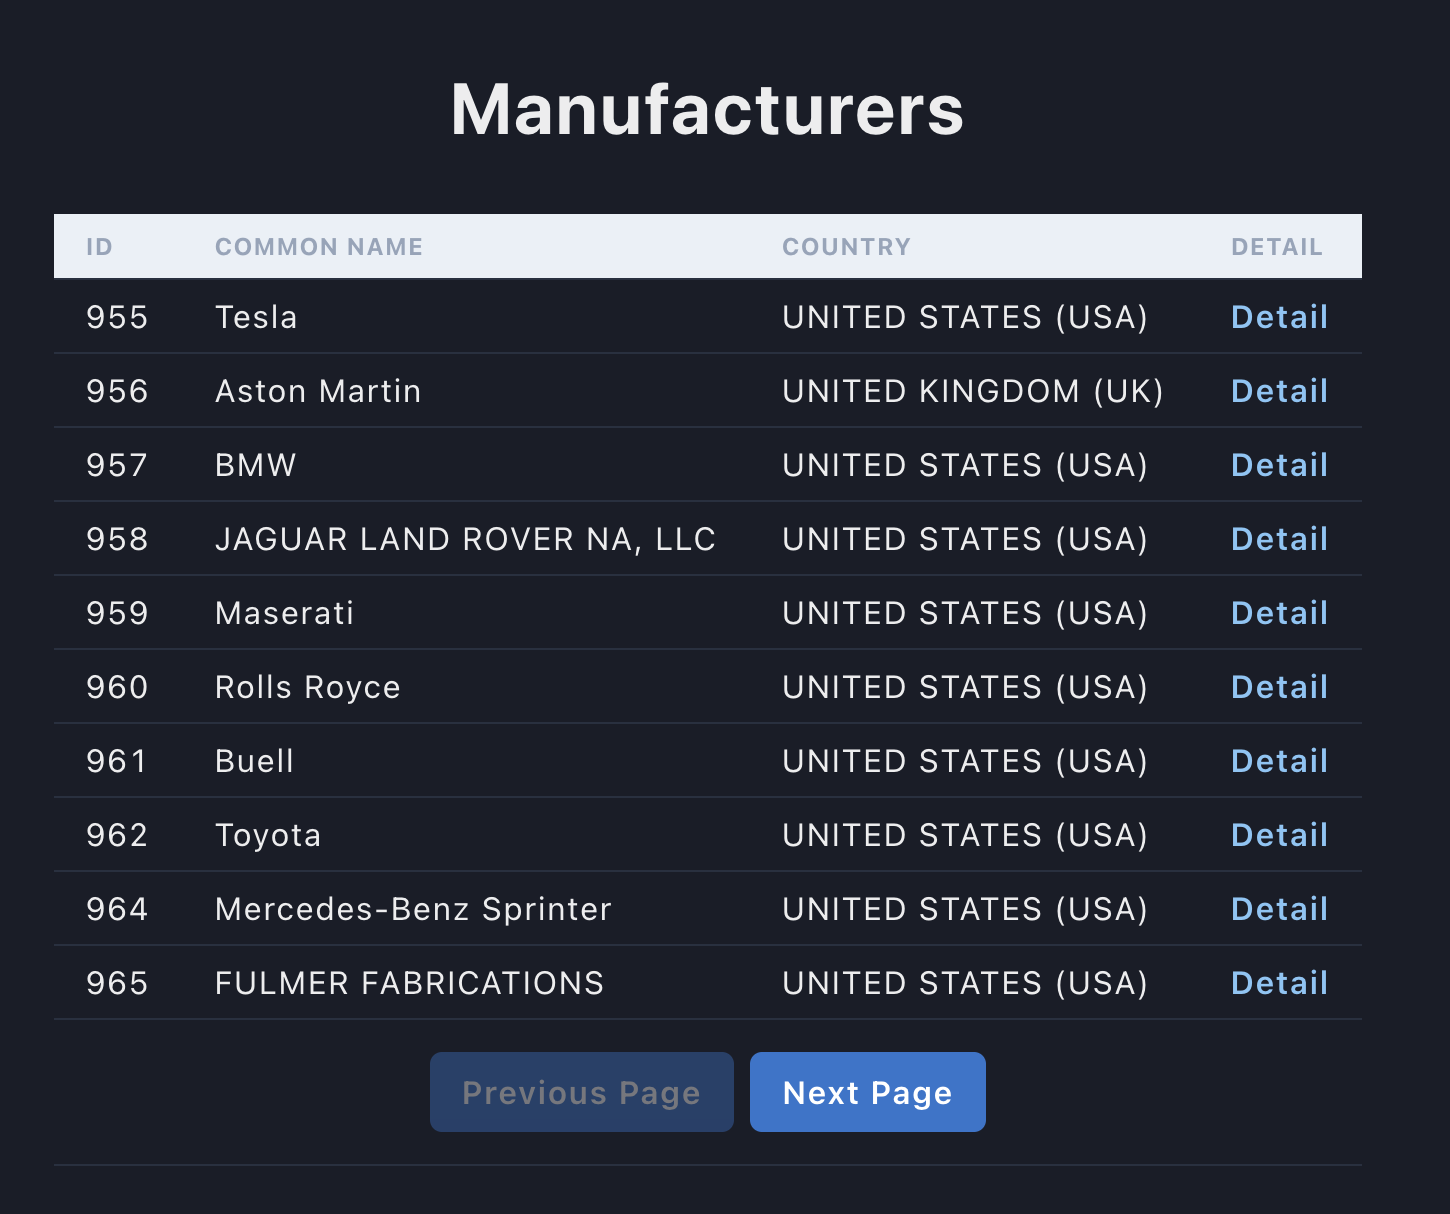 Manufacturers
ID COMMON NAME COUNTRY DETAIL
955 Tesla UNITED STATES (USA) Detail
956 Aston Martin UNITED KINGDOM (UK) Detail
957 BMW UNITED STATES (USA) Detail
958 JAGUAR LAND ROVER NA, LLC UNITED STATES (USA) Detail
959 Maserati UNITED STATES (USA) Detail
960 Rolls Royce UNITED STATES (USA) Detail
961 Buell UNITED STATES (USA) Detail
962 Toyota UNITED STATES (USA) Detail
964 Mercedes-Benz Sprinter UNITED STATES (USA) Detail
965 FULMER FABRICATIONS UNITED STATES (USA) Detail
Previous Page Next Page